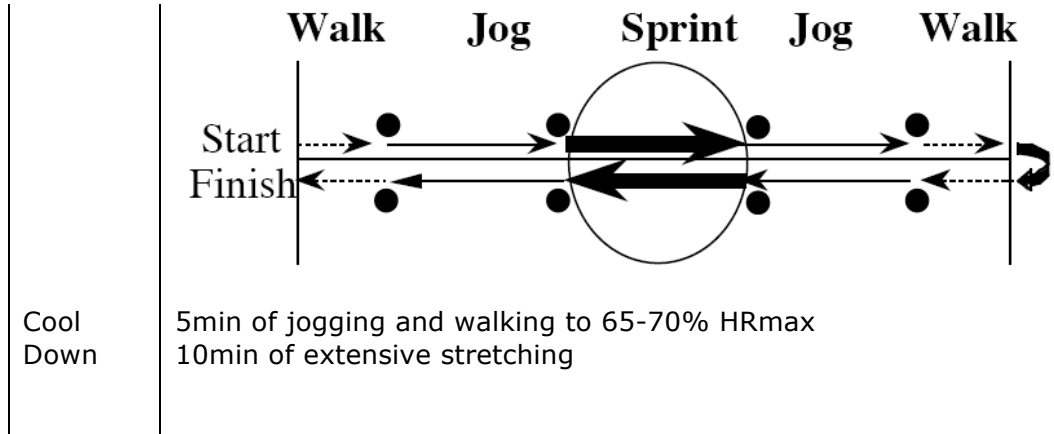 Walk Jog Sprint Jog Walk
Start
Finish
Cool 5min of jogging and walking to 65-70% HRmax
Down 10min of extensive stretching